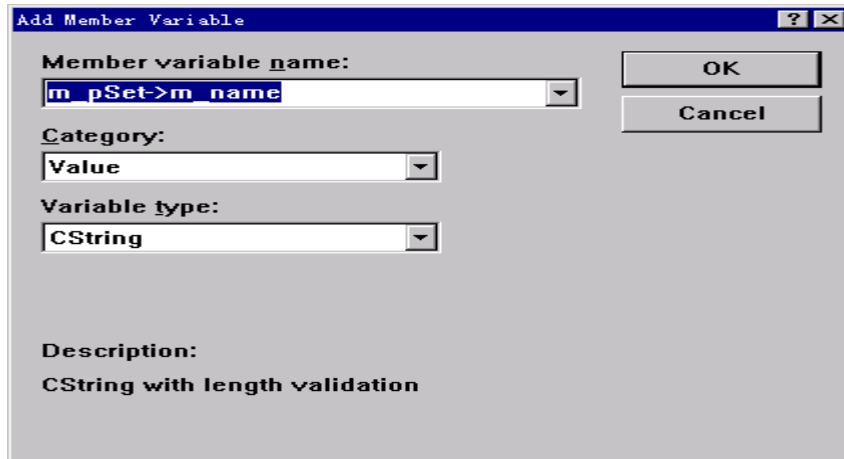 Add Member Variable
Member variable name:
OK
m_pSet->m_name
Cancel
Category:
Value
Variable type:
CString
Description:
CString with length validation